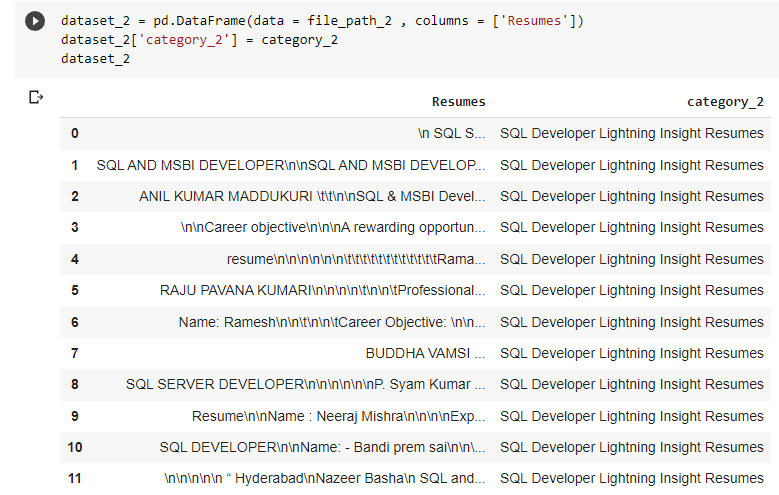 dataset_2 = pd.DataFrame(data = file_path_2 , columns = ['Resumes'])
dataset_2['category_2'] = category_2
dataset_2
Resumes category_2
0 \n SQL S... SQL Developer Lightning Insight Resumes
1 SQL AND MSBI DEVELOPER\n\nSQL AND MSBI DEVELOP... SQL Developer Lightning Insight Resumes
2 ANIL KUMAR MADDUKURI \t\t\n\nSQL & MSBI Devel... SQL Developer Lightning Insight Resumes
3 \n\nCareer objective\n\n\nA rewarding opportun... SQL Developer Lightning Insight Resumes
4 resume\n\n\n\n\n\n\t\t\t\t\t\t\t\t\t\t\tRama... SQL Developer Lightning Insight Resumes
5 RAJU PAVANA KUMARI\n\n\n\n\t\n\n\tProfessional... SQL Developer Lightning Insight Resumes
6 Name: Ramesh\n\n\t\n\n\tCareer Objective: \n\n... SQL Developer Lightning Insight Resumes
7 BUDDHA VAMSI ... SQL Developer Lightning Insight Resumes
8 SQL SERVER DEVELOPER\n\n\n\n\n\nP. Syam Kumar ... SQL Developer Lightning Insight Resumes
9 Resume\n\nName : Neeraj Mishra\n\n\n\nExp... SQL Developer Lightning Insight Resumes
10 SQL DEVELOPER\n\nName: - Bandi prem sai\n\n\... SQL Developer Lightning Insight Resumes
11 \n\n\n\n\n “ Hyderabad\nNazeer Basha\n SQL and... SQL Developer Lightning Insight Resumes